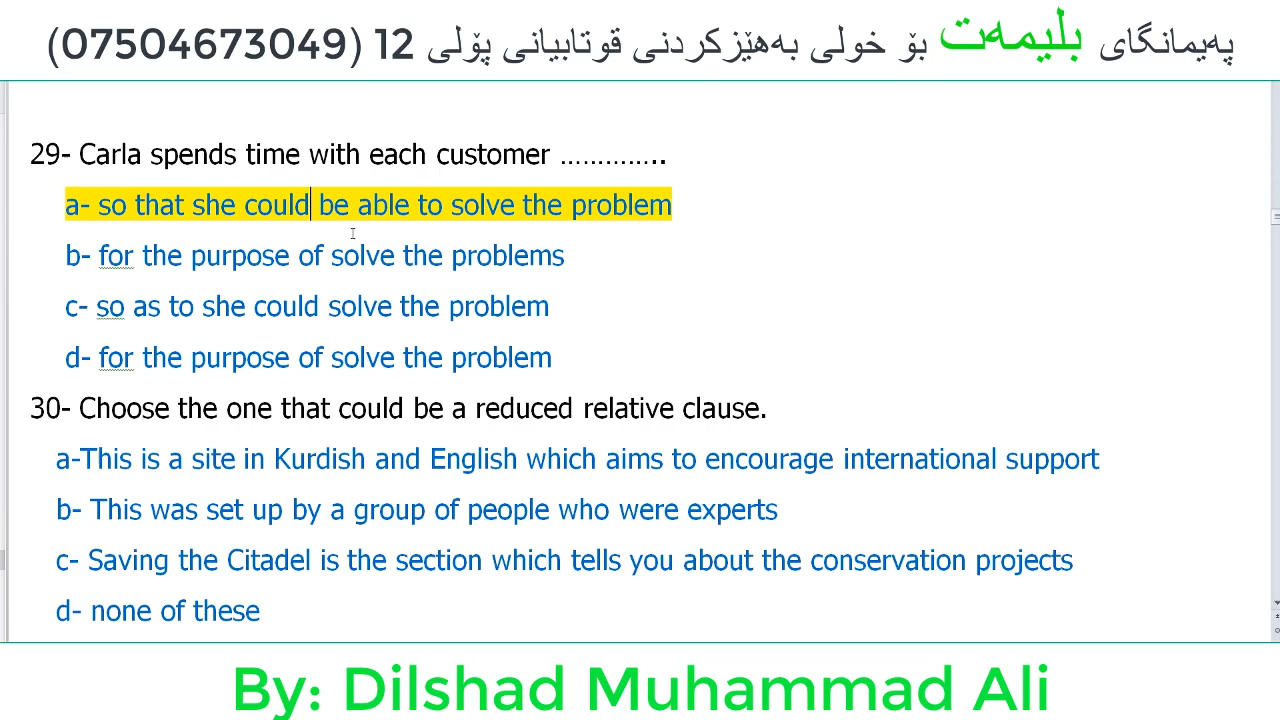 پەیمانگای بلیمەت بۆ خولی بەهێزکردنی قوتابیانی پۆلی 12 (07504673049)
29- Carla spends time with each customer …………..
a- so that she could be able to solve the problem
b- for the purpose of solve the problems
c- so as to she could solve the problem
d- for the purpose of solve the problem
30- Choose the one that could be a reduced relative clause.
a-This is a site in Kurdish and English which aims to encourage international support
b- This was set up by a group of people who were experts
c- Saving the Citadel is the section which tells you about the conservation projects
d- none of these
By: Dilshad Muhammad Ali